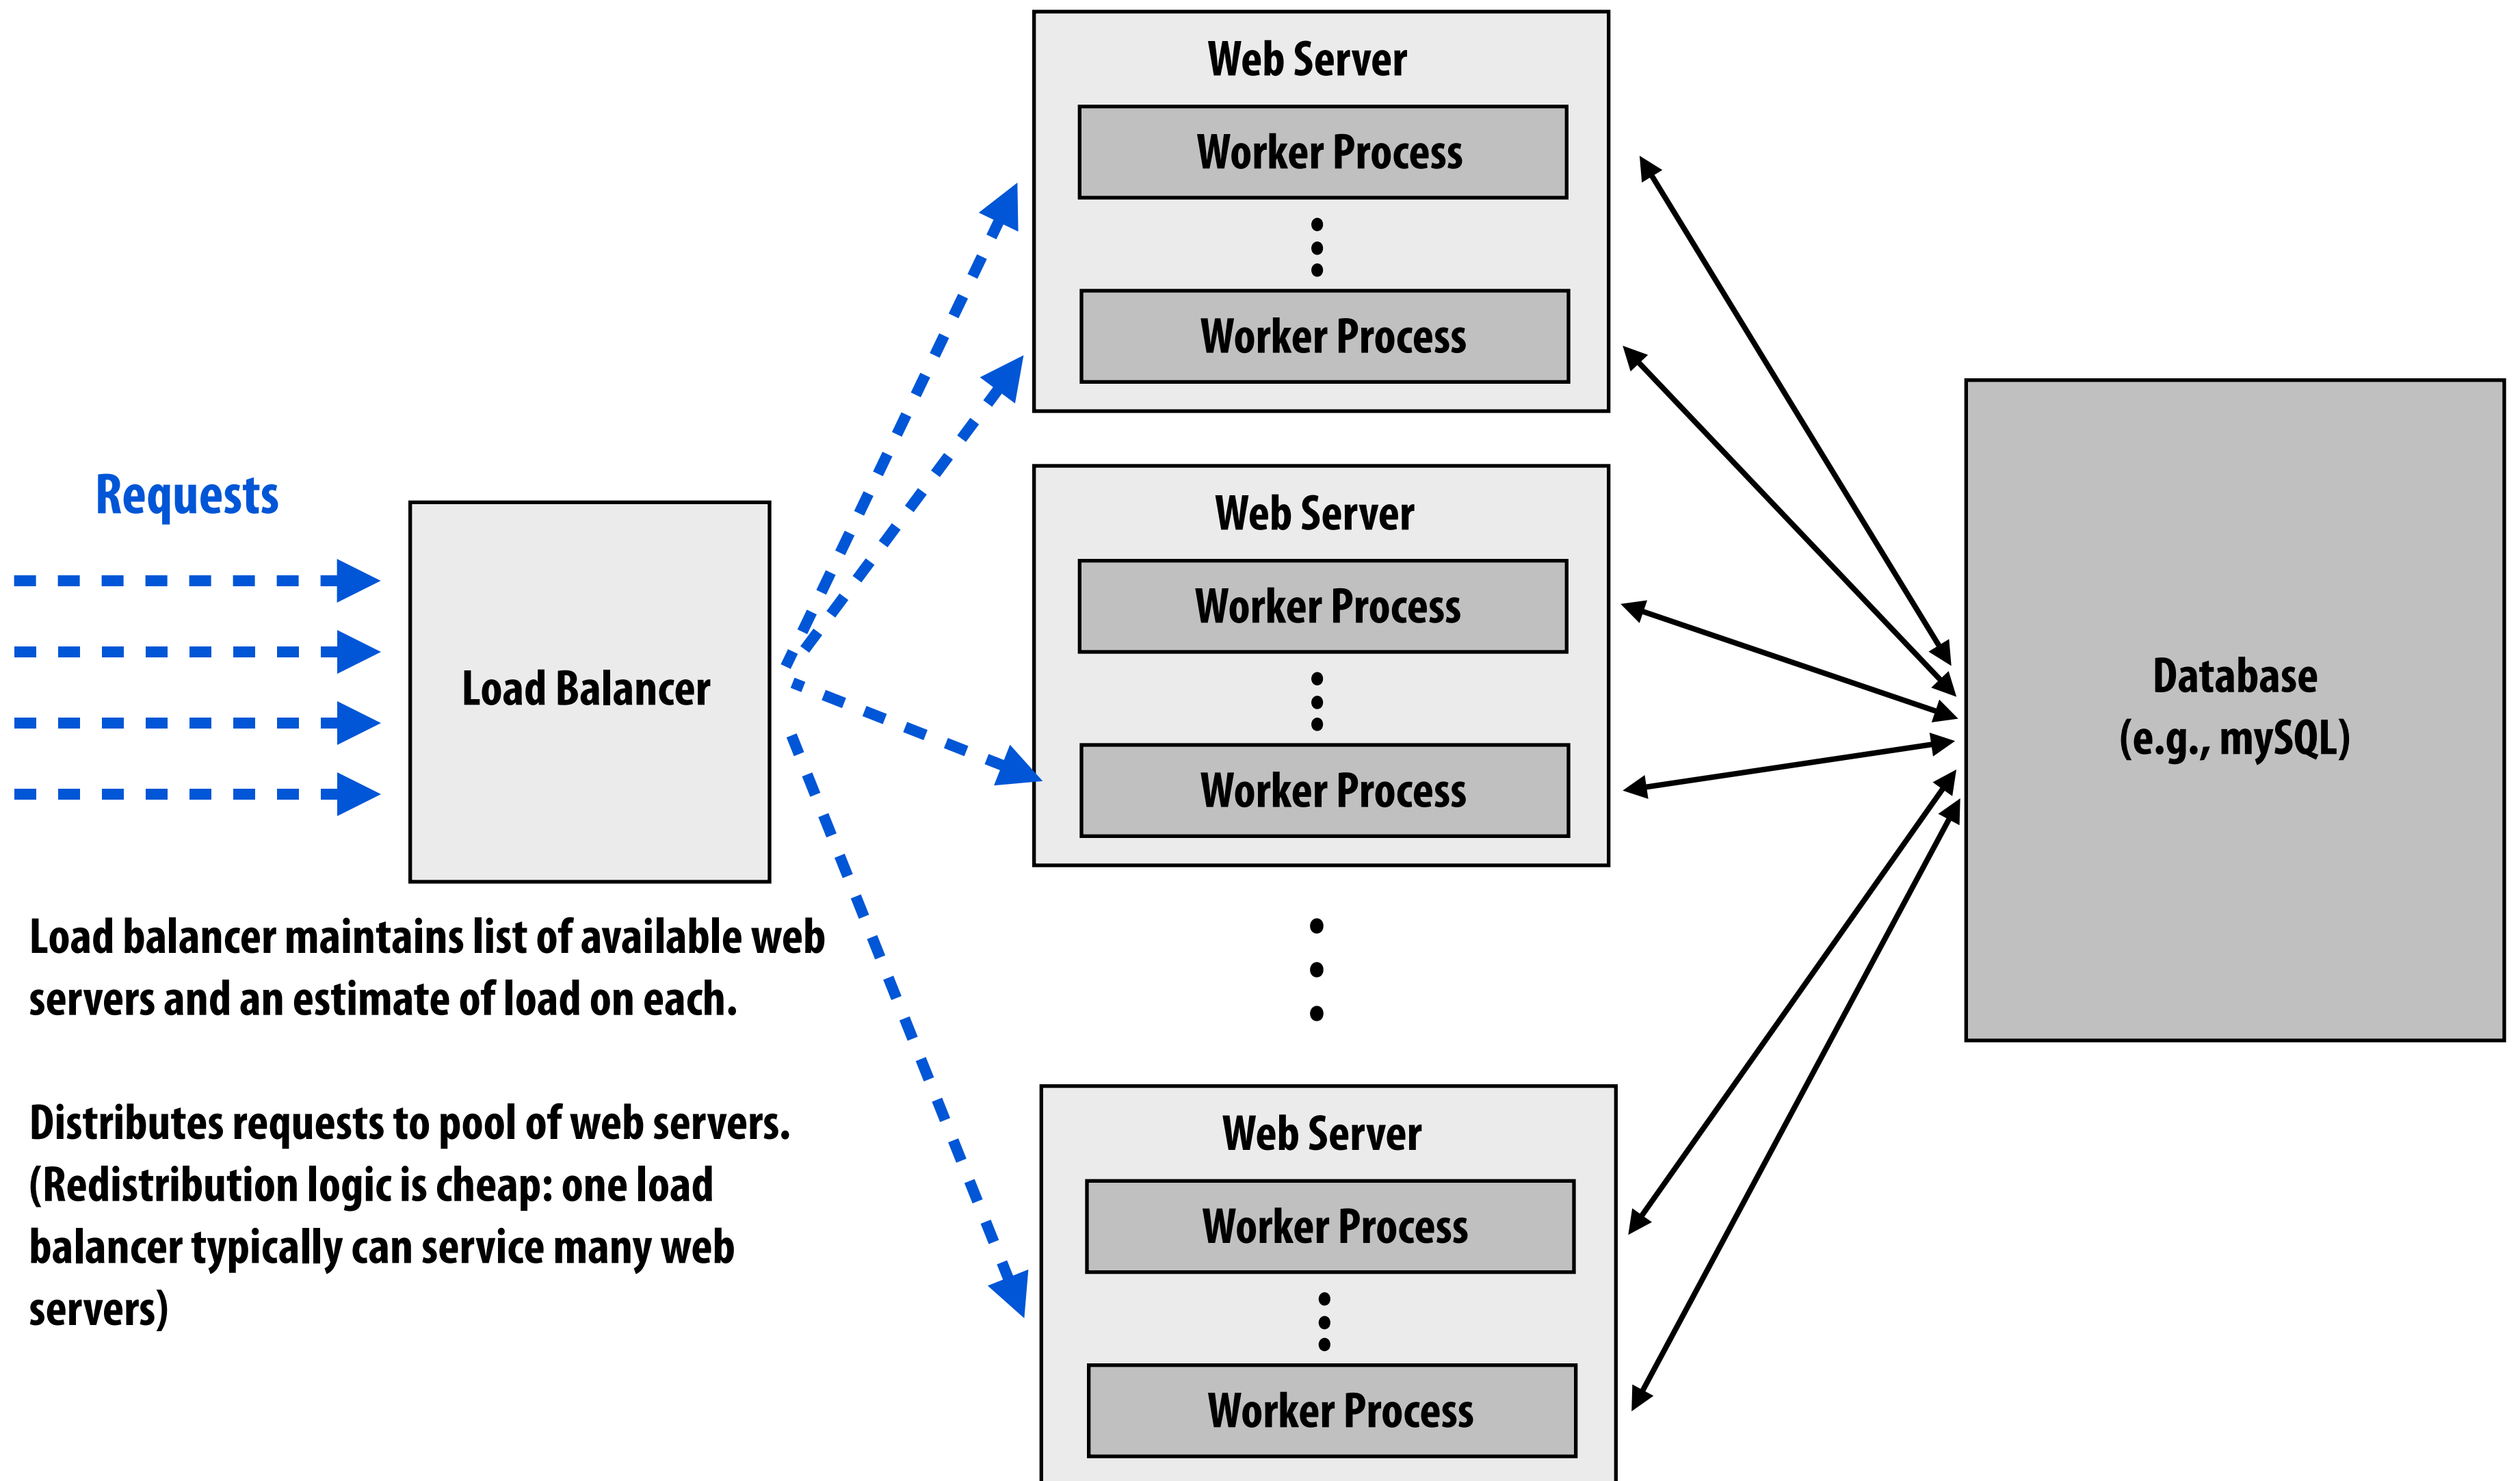 Web Server
Worker Process
Worker Process
Requests
Load Balancer
Web Server
Worker Process
Worker Process
Database
(e.g., mySQL)
Load balancer maintains list of available web
servers and an estimate of load on each.
Distributes requests to pool of web servers.
(Redistribution logic is cheap: one load
balancer typically can service many web
servers)
Web Server
Worker Process
Worker Process